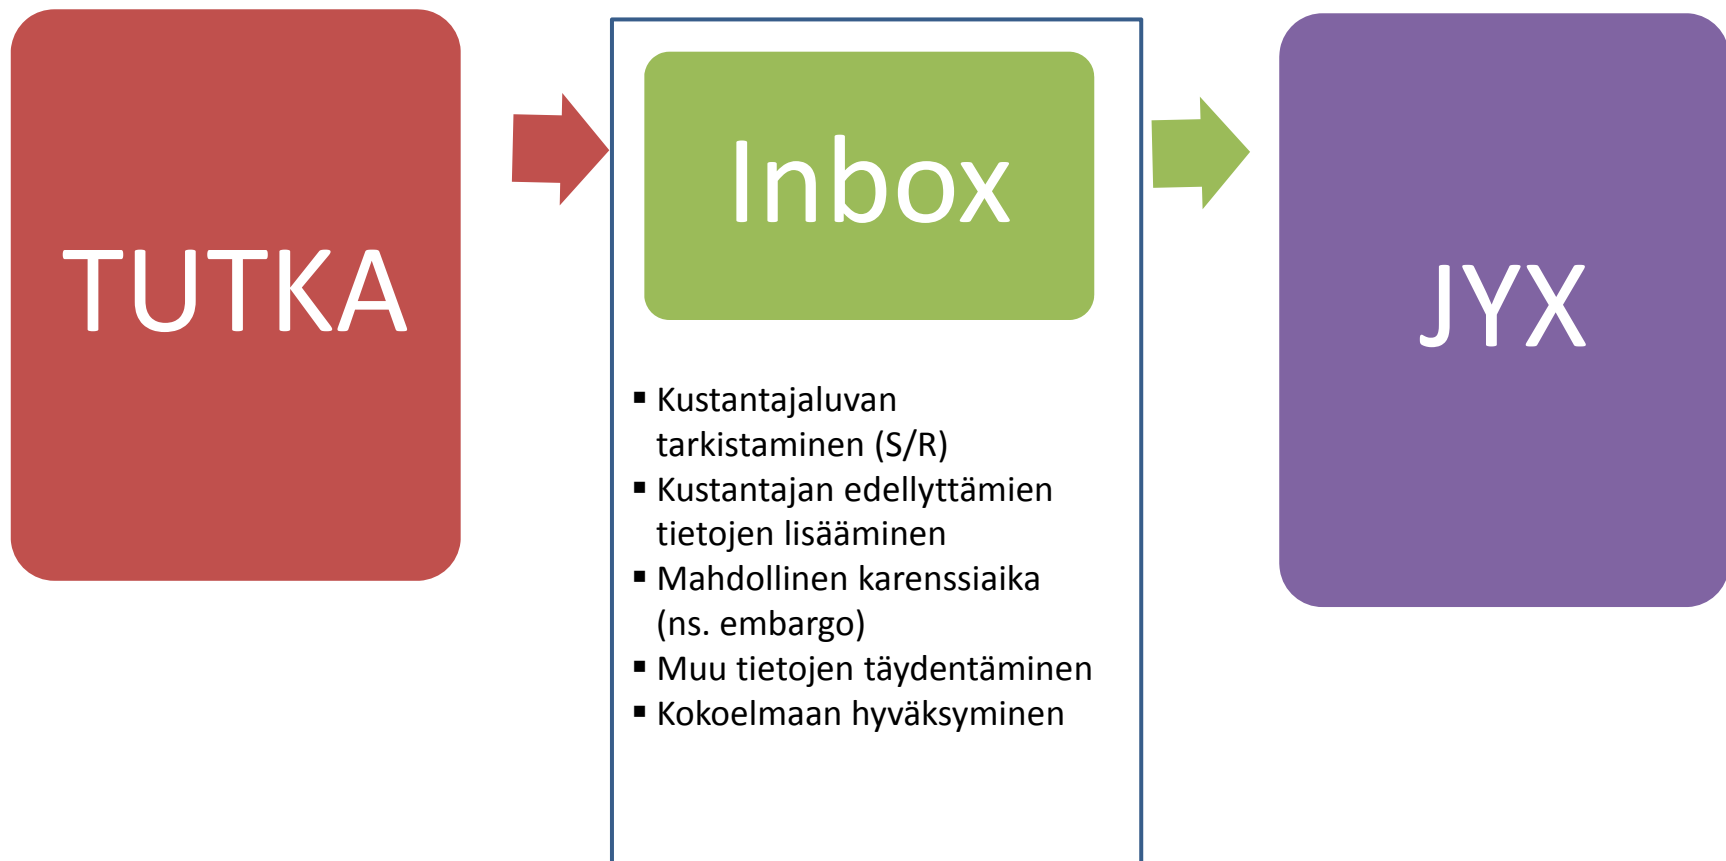 TUTKA
Inbox
▪ Kustantajaluvan
tarkistaminen (S/R)
▪ Kustantajan edellyttämien
tietojen lisääminen
▪ Mahdollinen karenssiaika
(ns. embargo)
▪ Muu tietojen täydentäminen
▪ Kokoelmaan hyväksyminen
JYX